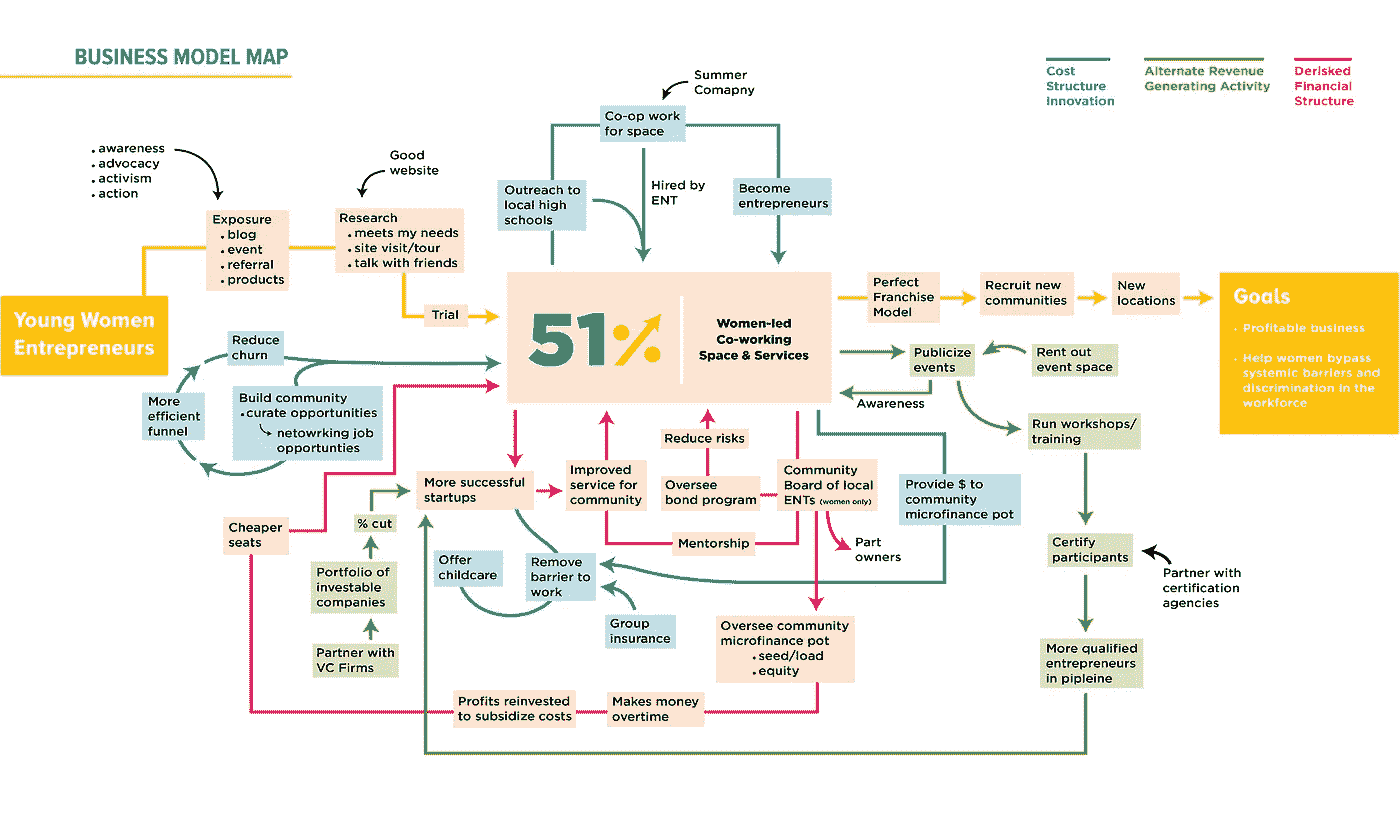 BUSINESS MODEL MAP
Cost
Structure
Innovation
Alternate Revenue
Generating Activity
Derisked
Financial
Structure
Summer
Comapny
Co-op work
for space
. awareness
. advocacy
. activism
. action
Good
website
Outreach to
local high
schools
Hired by
ENT
Become
entrepreneurs
Exposure
. blog
. event
. referral
. products
Research
. meets my needs
. site visit/tour
. talk with friends
Young Women
Entrepreneurs
Trial
51%
Women-led
Co-working
Space & Services
Perfect
Franchise
Model
Recruit new
communities
New
locations
Goals
. Profitable business
. Help women bypass
systemic barriers and
discrimination in the
workforce
Reduce
churn
More
efficient
funnel
Build community
. curate opportunities
netowrking job
opportunties
Publicize
events
Rent out
event space
Awareness
Run workshops/
training
More successful
startups
Improved
service for
community
Reduce risks
Oversee
bond program
Community
Board of local
ENTs (women only)
Provide $ to
community
microfinance pot
% cut
Cheaper
seats
Mentorship
Part
owners
Certify
participants
Partner with
certification
agencies
Portfolio of
investable
companies
Offer
childcare
Remove
barrier to
work
Group
insurance
Partner with
VC Firms
Oversee community
microfinance pot
. seed/load
. equity
More qualified
entrepreneurs
in pipleine
Profits reinvested
to subsidize costs
Makes money
overtime